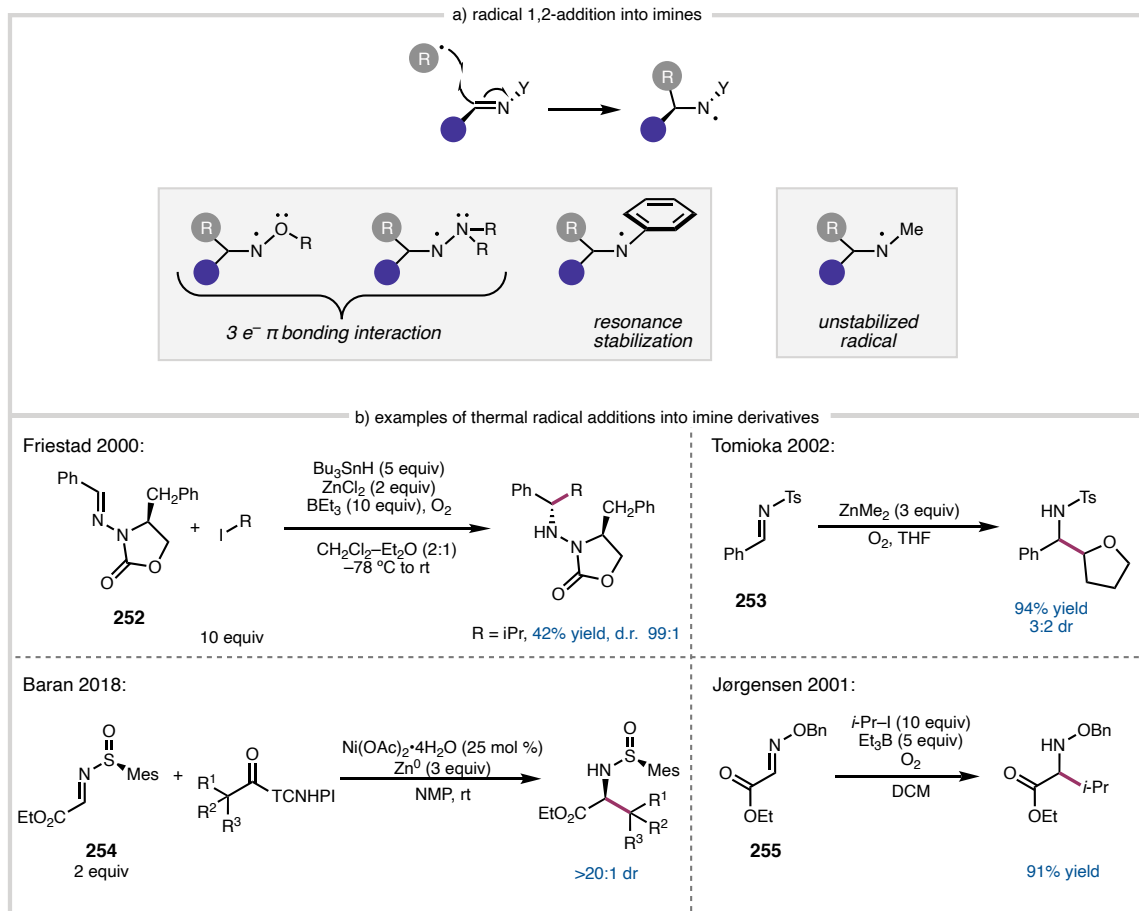 a) radical 1,2-addition into imines
R
·
N
Y
R
N
Y
·
R
·
N
O
R
R
·
N
N
R
R
R
·
N
R
·
N
Me
3 e⁻ π bonding interaction
resonance
stabilization
unstabilized
radical
b) examples of thermal radical additions into imine derivatives
Friestad 2000:
Ph
N
N
CH₂Ph
O
O
252
+
I
R
10 equiv
Bu₃SnH (5 equiv)
ZnCl₂ (2 equiv)
BEt₃ (10 equiv), O₂
CH₂Cl₂–Et₂O (2:1)
–78 ºC to rt
Ph
R
HN
N
CH₂Ph
O
O
R = iPr, 42% yield, d.r. 99:1
Tomioka 2002:
Ts
N
Ph
253
ZnMe₂ (3 equiv)
O₂, THF
Ts
HN
Ph
O
94% yield
3:2 dr
Baran 2018:
O
S
N
Mes
EtO₂C
254
2 equiv
+
O
R¹
R²
R³
TCNHPI
Ni(OAc)₂•4H₂O (25 mol %)
Zn⁰ (3 equiv)
NMP, rt
O
S
HN
Mes
EtO₂C
R¹
R²
R³
>20:1 dr
Jørgensen 2001:
OBn
N
O
OEt
255
i-Pr–I (10 equiv)
Et₃B (5 equiv)
O₂
DCM
OBn
HN
O
i-Pr
OEt
91% yield